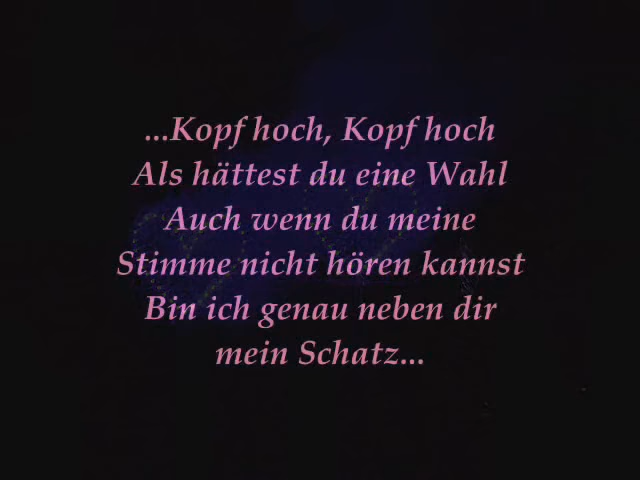 ...Kopf hoch, Kopf hoch
Als hättest du eine Wahl
Auch wenn du meine
Stimme nicht hören kannst
Bin ich genau neben dir
mein Schatz...